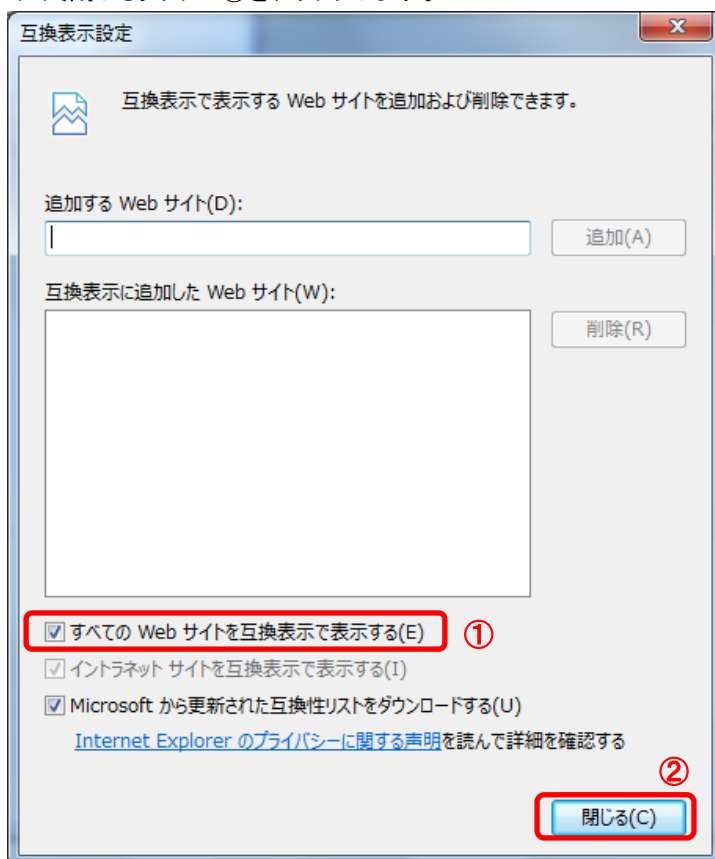 互換表示設定
互換表示で表示する Web サイトを追加および削除できます。
追加する Web サイト(D):
追加(A)
互換表示に追加した Web サイト(W):
削除(R)
すべての Web サイトを互換表示で表示する(E) ①
イントラネット サイトを互換表示で表示する(I)
Microsoft から更新された互換性リストをダウンロードする(U)
Internet Explorer のプライバシーに関する声明を読んで詳細を確認する
②
閉じる(C)